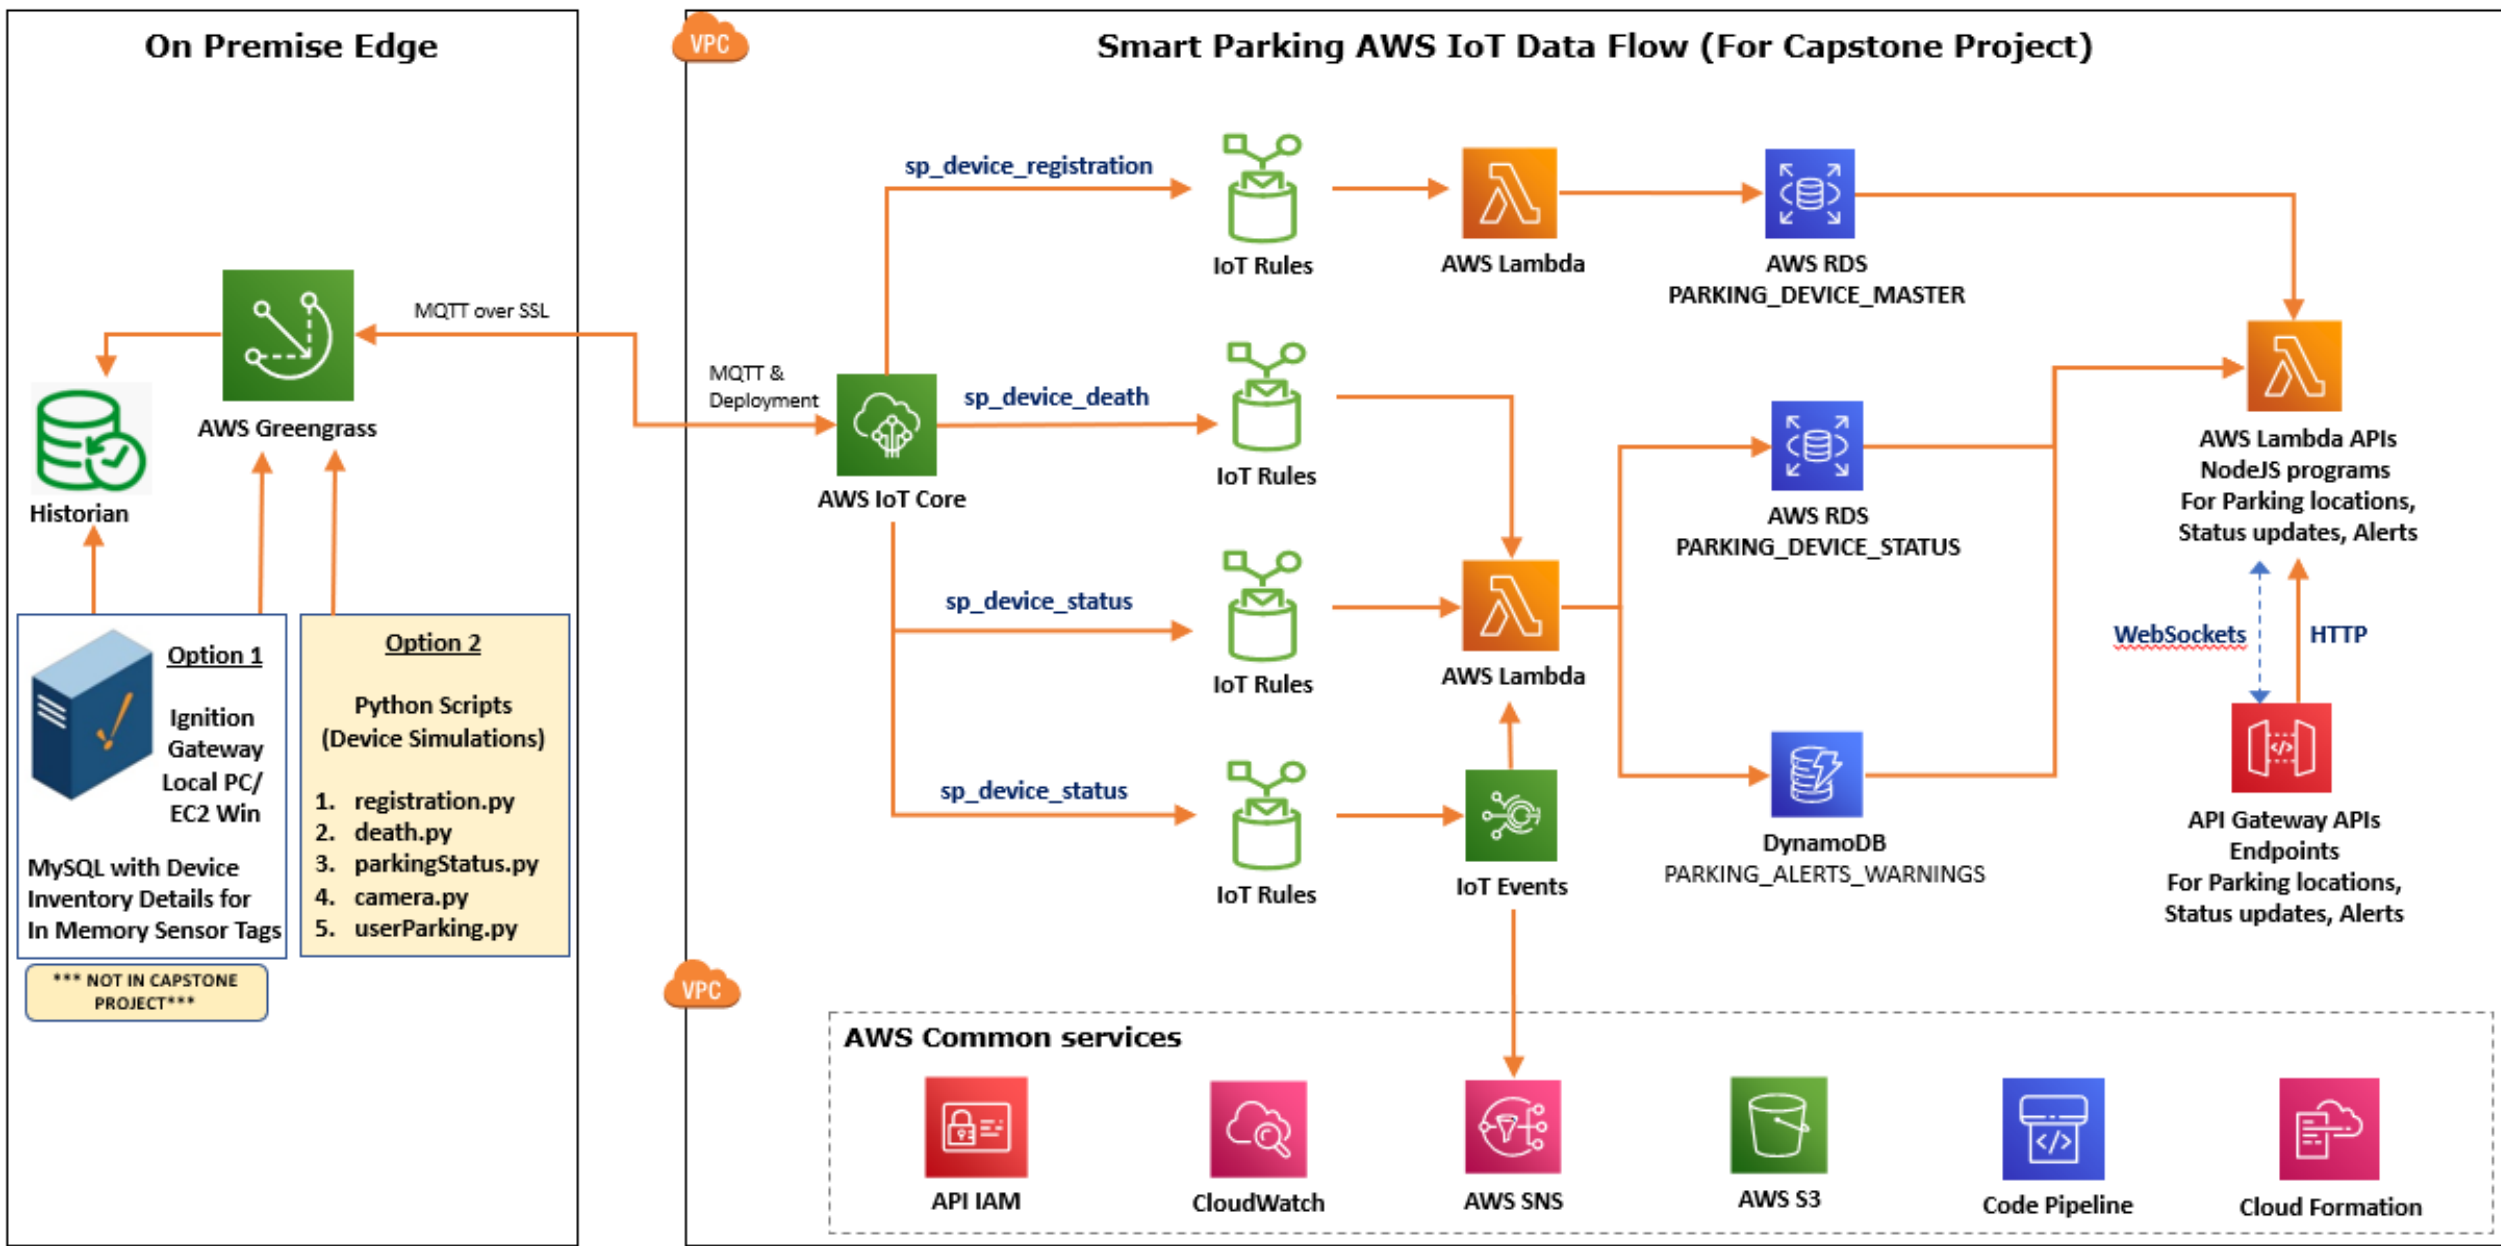 On Premise Edge
VPC
Smart Parking AWS IoT Data Flow (For Capstone Project)
sp_device_registration
IoT Rules
AWS Lambda
AWS RDS
PARKING_DEVICE_MASTER
MQTT over SSL
AWS Greengrass
Historian
MQTT &
Deployment
AWS IoT Core
sp_device_death
IoT Rules
AWS RDS
PARKING_DEVICE_STATUS
AWS Lambda APIs
NodeJS programs
For Parking locations,
Status updates, Alerts
sp_device_status
IoT Rules
AWS Lambda
WebSockets
HTTP
Option 1
Ignition
Gateway
Local PC/
EC2 Win
MySQL with Device
Inventory Details for
In Memory Sensor Tags
*** NOT IN CAPSTONE
PROJECT***
Option 2
Python Scripts
(Device Simulations)
1. registration.py
2. death.py
3. parkingStatus.py
4. camera.py
5. userParking.py
sp_device_status
IoT Rules
IoT Events
DynamoDB
PARKING_ALERTS_WARNINGS
API Gateway APIs
Endpoints
For Parking locations,
Status updates, Alerts
VPC
AWS Common services
API IAM
CloudWatch
AWS SNS
AWS S3
Code Pipeline
Cloud Formation